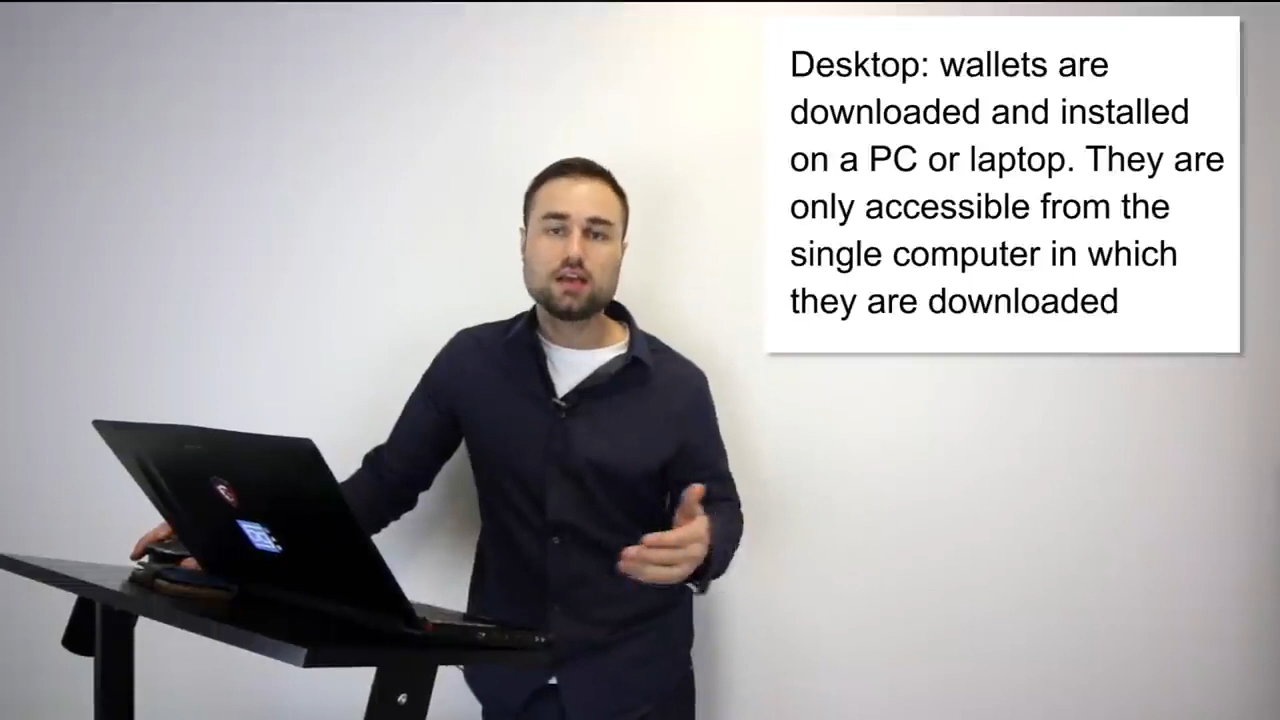 Desktop: wallets are
downloaded and installed
on a PC or laptop. They are
only accessible from the
single computer in which
they are downloaded